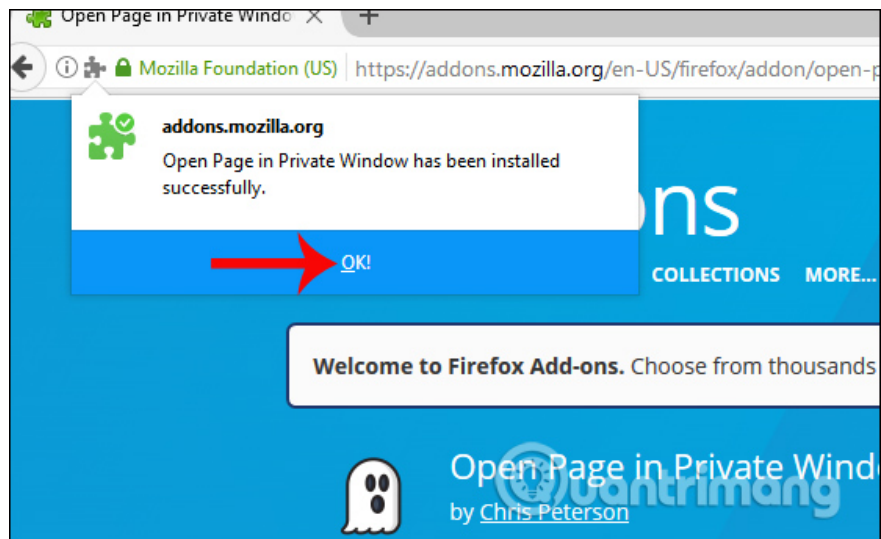 Open Page in Private Windo
Mozilla Foundation (US) https://addons.mozilla.org/en-US/firefox/addon/open-p
addons.mozilla.org
Open Page in Private Window has been installed
successfully.
OK!
ons
COLLECTIONS MORE...
Welcome to Firefox Add-ons. Choose from thousands
Open Page in Private Wind
by Chris Peterson
Quantrimang